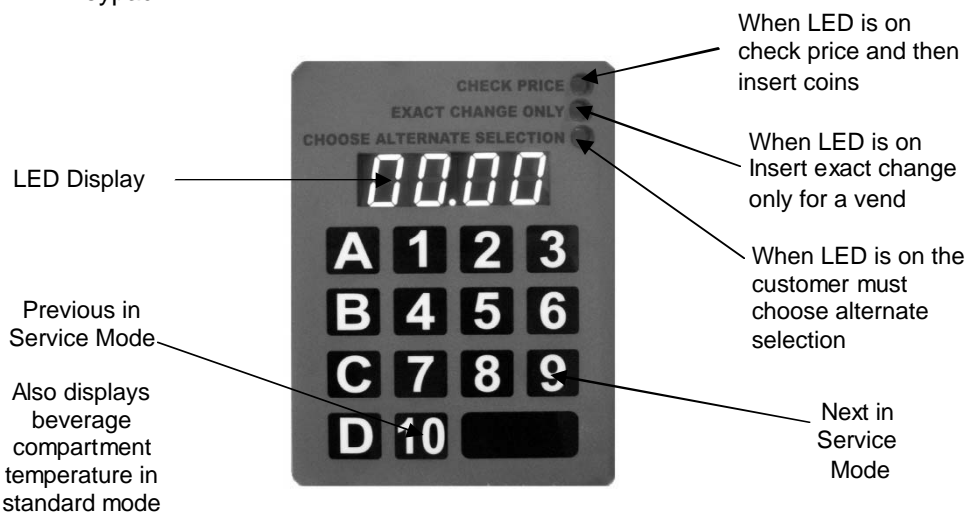 When LED is on
check price and then
insert coins
CHECK PRICE
EXACT CHANGE ONLY
CHOOSE ALTERNATE SELECTION
When LED is on
Insert exact change
only for a vend
LED Display
00.00
A 1 2 3
When LED is on the
customer must
choose alternate
selection
B 4 5 6
Previous in
Service Mode
C 7 8 9
Also displays
beverage
compartment
temperature in
standard mode
D 10
Next in
Service
Mode